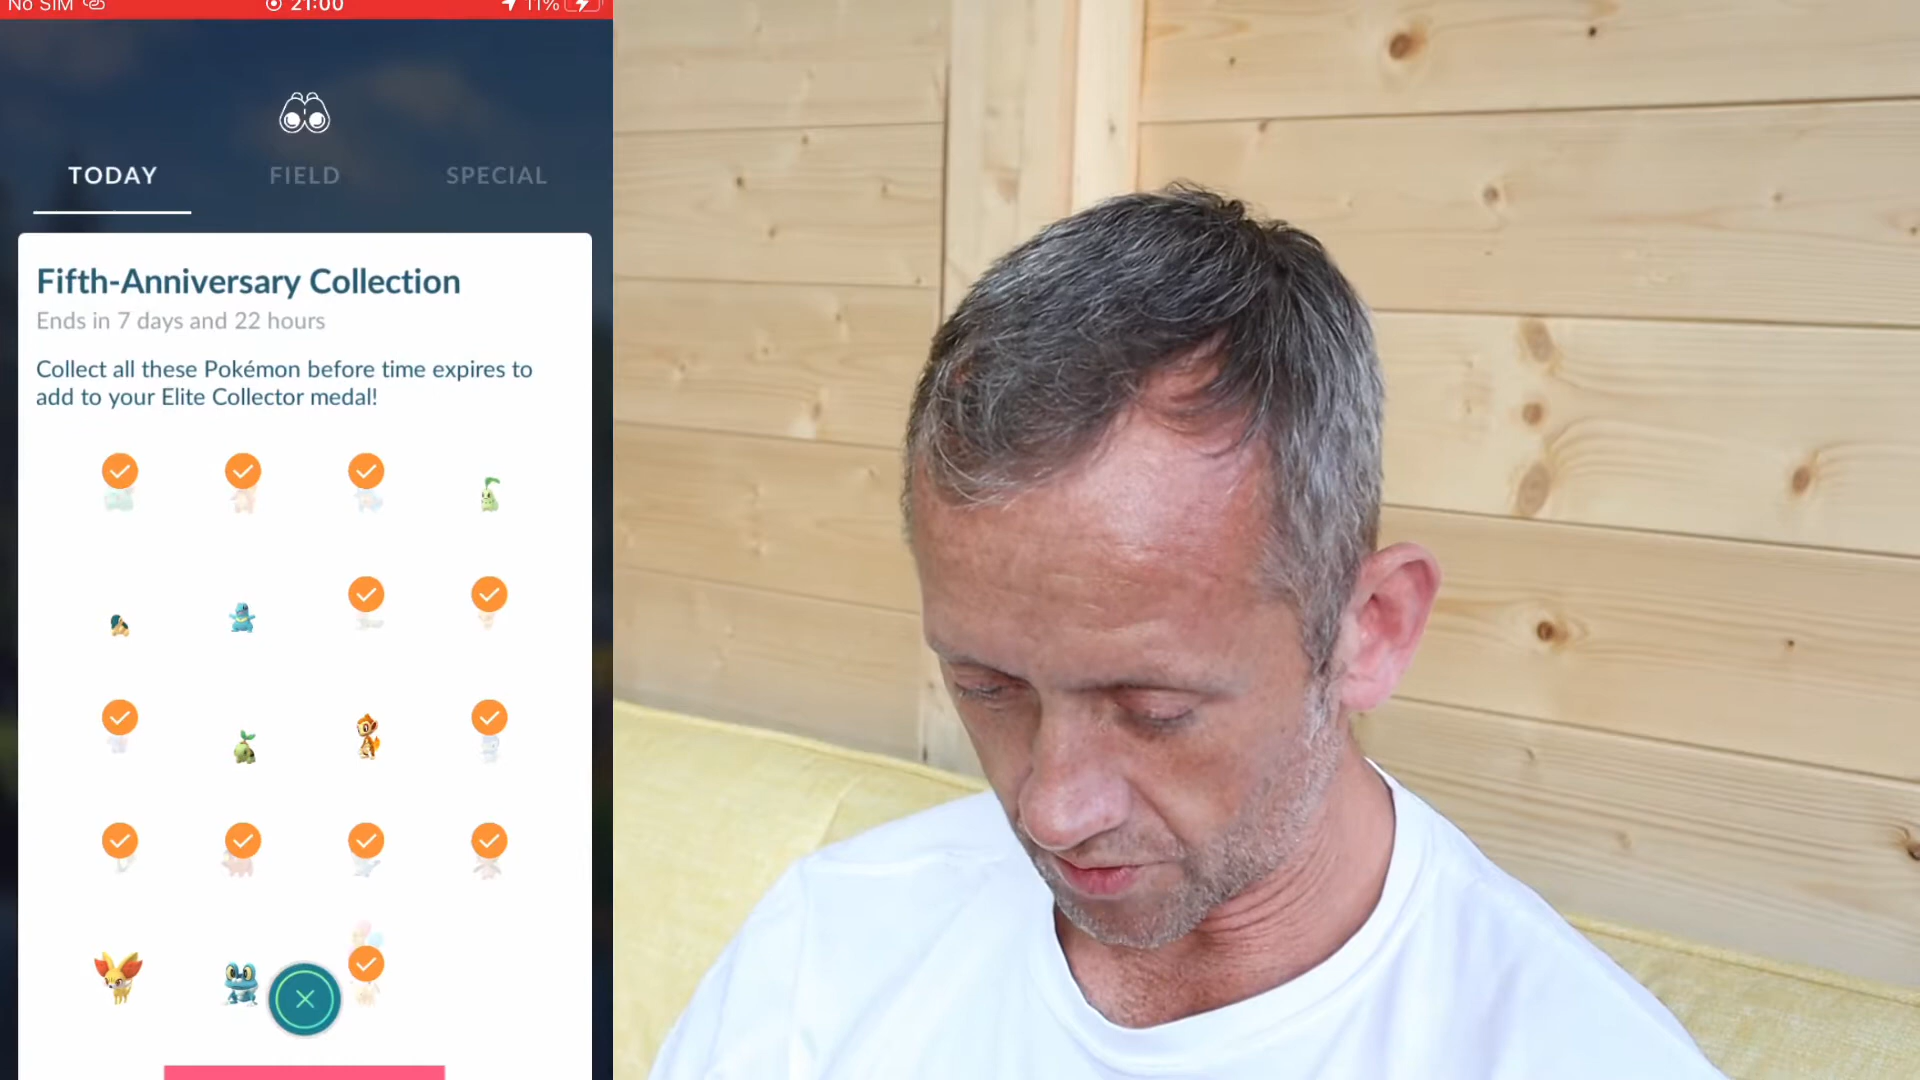 No SIM 21:00 11%
TODAY FIELD SPECIAL
Fifth-Anniversary Collection
Ends in 7 days and 22 hours
Collect all these Pokémon before time expires to
add to your Elite Collector medal!